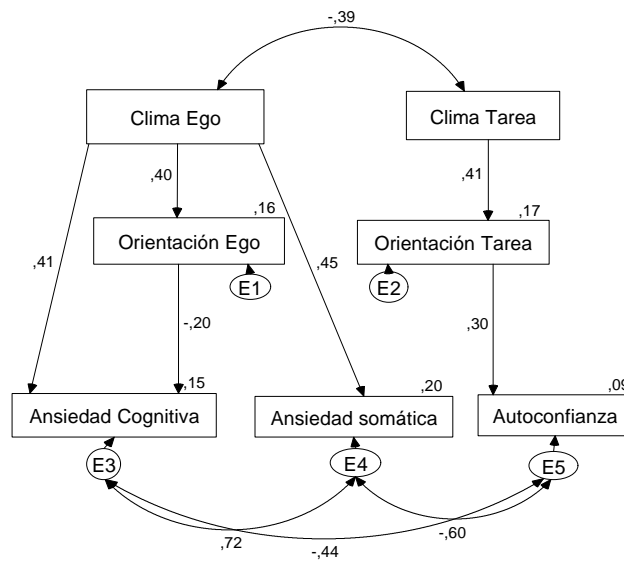 -,39
Clima Ego
Clima Tarea
,40
,41
,16
,17
Orientación Ego
Orientación Tarea
,41
,45
E1
E2
-,20
,30
,15
,20
,09
Ansiedad Cognitiva
Ansiedad somática
Autoconfianza
E3
E4
E5
,72
-,44
-,60